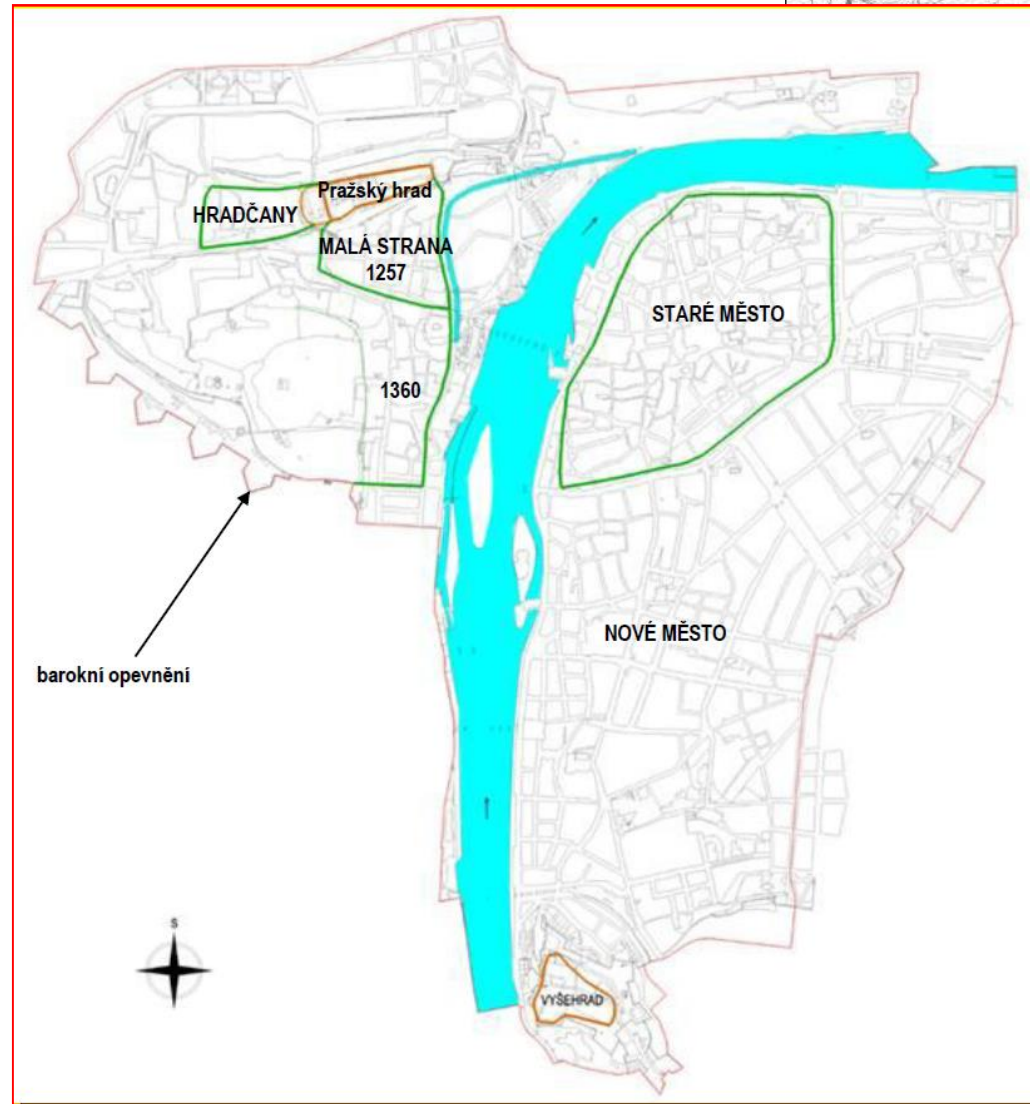 Pražský hrad
HRADČANY
MALÁ STRANA
1257
STARÉ MĚSTO
1360
NOVÉ MĚSTO
barokní opevnění
S
VYŠEHRAD